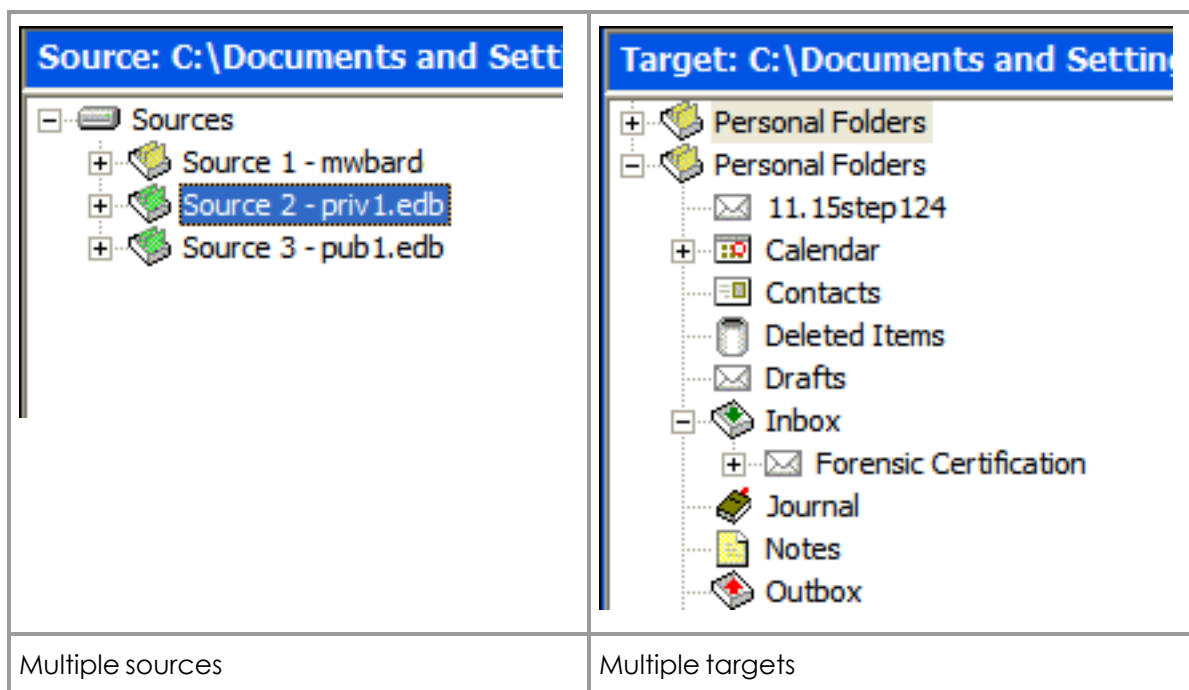 Source: C:\Documents and Sett
Sources
Source 1 - mwbard
Source 2 - priv1.edb
Source 3 - pub1.edb
Multiple sources
Target: C:\Documents and Setting
Personal Folders
Personal Folders
11.15step124
Calendar
Contacts
Deleted Items
Drafts
Inbox
Forensic Certification
Journal
Notes
Outbox
Multiple targets